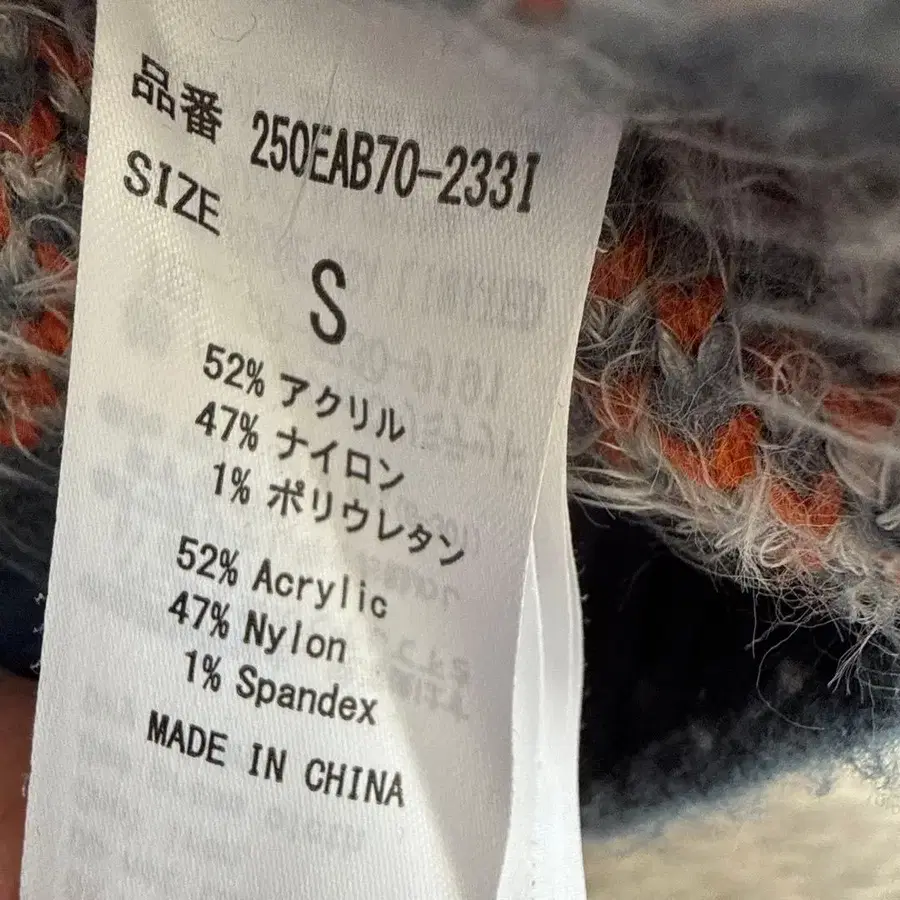 品番 250EAB70-233I
SIZE
S
52% アクリル
47% ナイロン
1% ポリウレタン
52% Acrylic
47% Nylon
1% Spandex
MADE IN CHINA